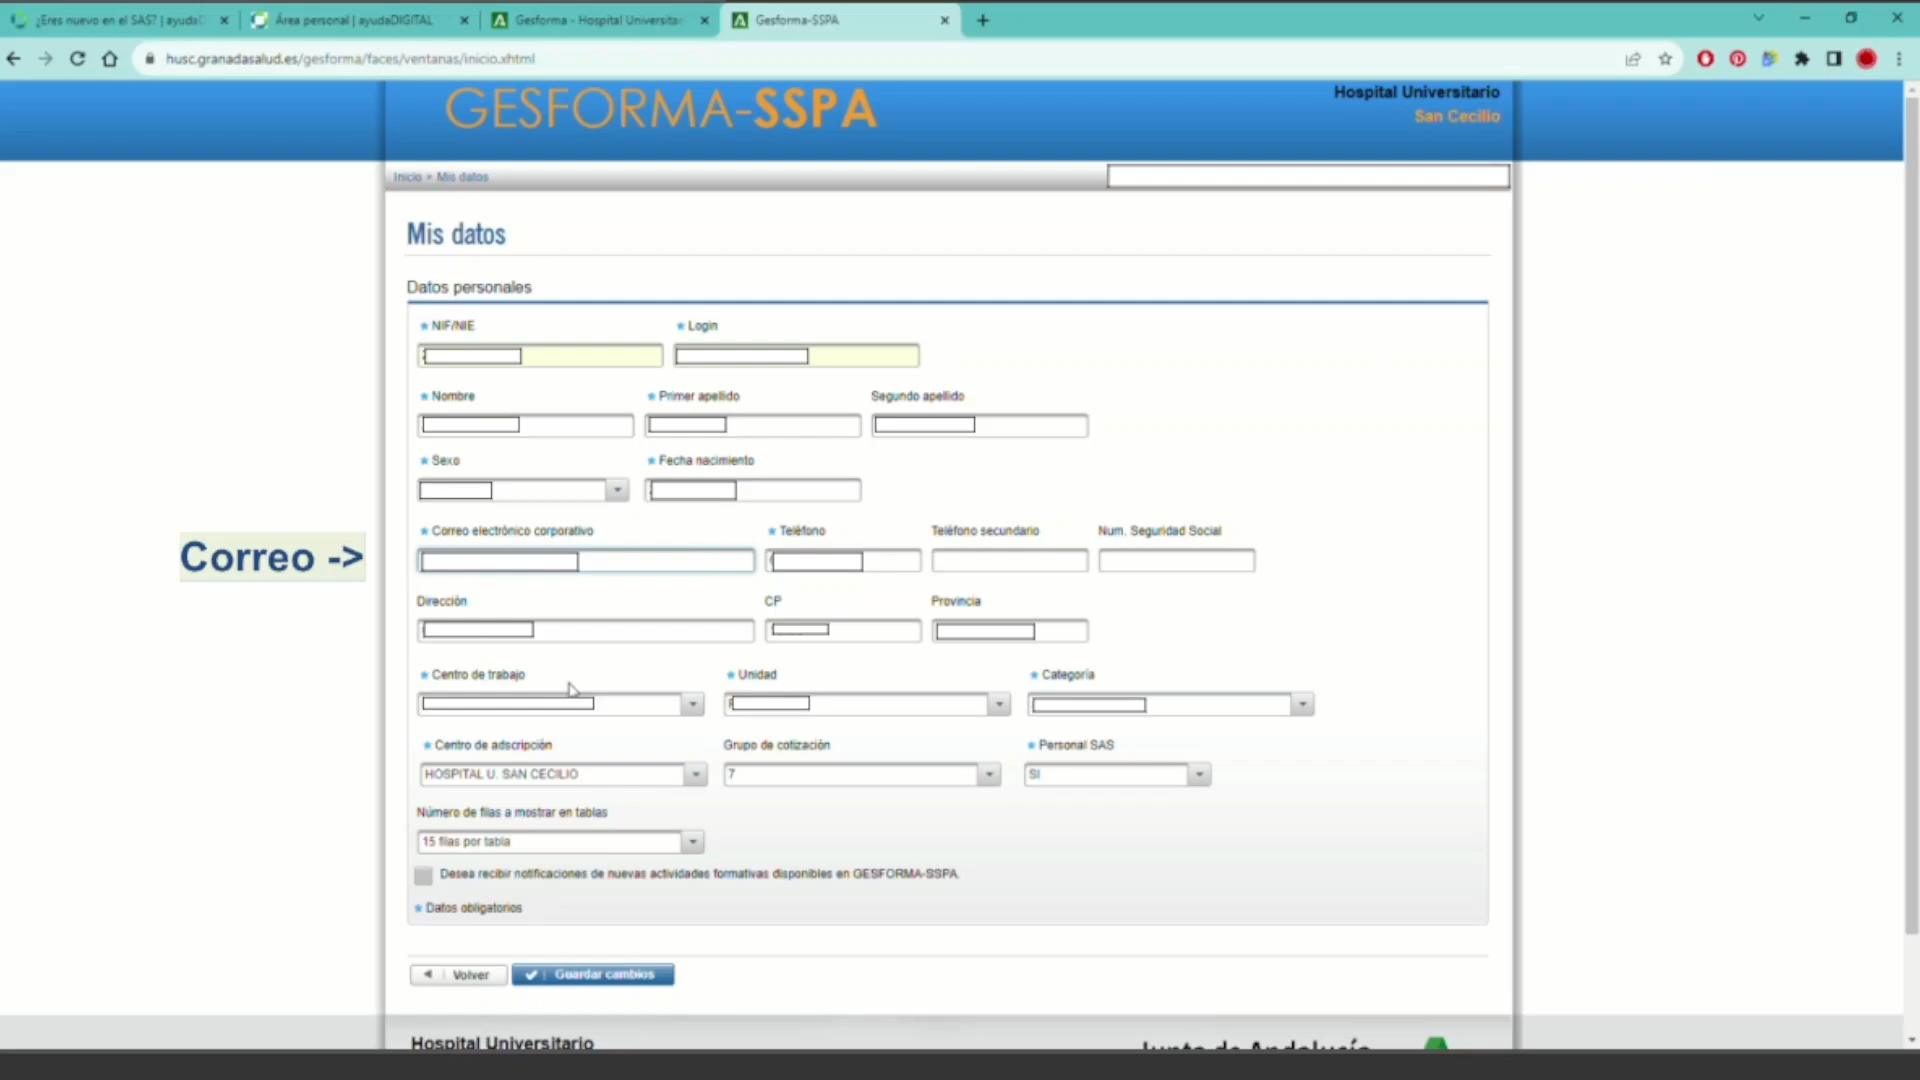 ¿Eres nuevo en el SAS? | ayudaD
Área personal | ayudaDIGITAL
Gesforma - Hospital Universitar
Gesforma-SSPA
husc.granadasalud.es/gesforma/faces/ventanas/inicio.xhtml
GESFORMA-SSPA
Hospital Universitario
San Cecilio
Inicio > Mis datos
Mis datos
Datos personales
* NIF/NIE
* Login
* Nombre
* Primer apellido
Segundo apellido
* Sexo
* Fecha nacimiento
* Correo electrónico corporativo
* Teléfono
Teléfono secundario
Num. Seguridad Social
Correo ->
Dirección
CP
Provincia
* Centro de trabajo
* Unidad
* Categoría
* Centro de adscripción
Grupo de cotización
* Personal SAS
HOSPITAL U. SAN CECILIO
7
SI
Número de filas a mostrar en tablas
15 filas por tabla
Desea recibir notificaciones de nuevas actividades formativas disponibles en GESFORMA-SSPA.
* Datos obligatorios
Volver
Guardar cambios
Hospital Universitario
Junta de Andalucía